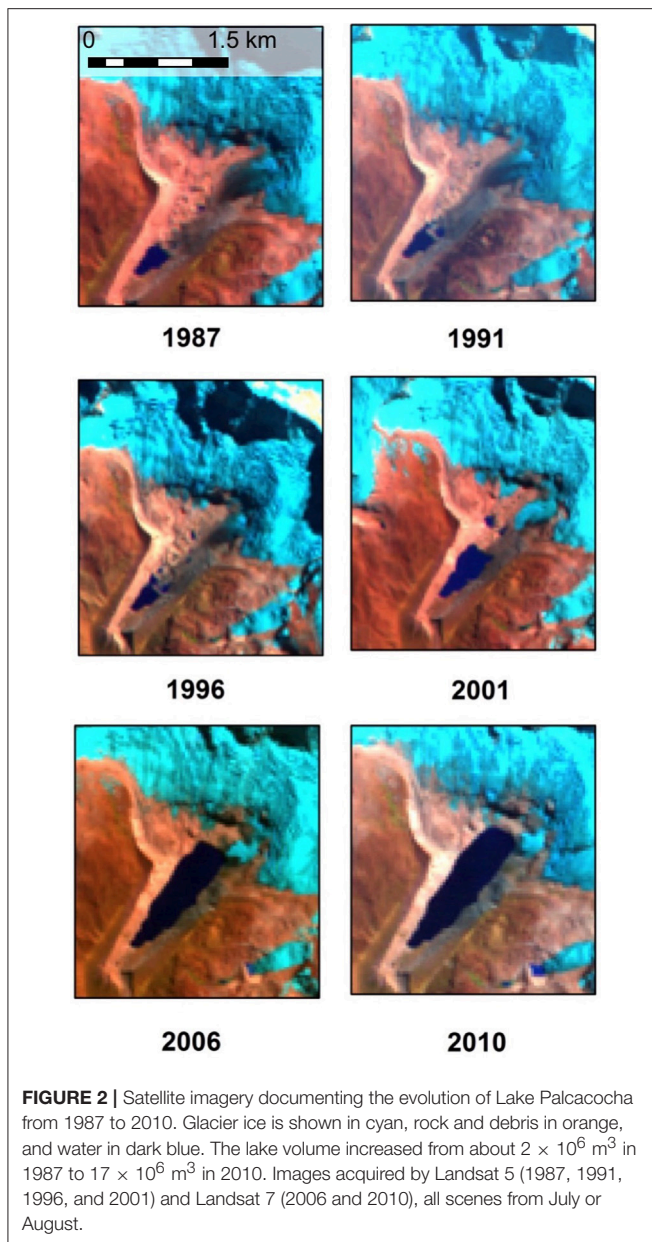 0 1.5 km
1987 1991
1996 2001
2006 2010
FIGURE 2 | Satellite imagery documenting the evolution of Lake Palcacocha
from 1987 to 2010. Glacier ice is shown in cyan, rock and debris in orange,
and water in dark blue. The lake volume increased from about 2 × 10⁶ m³ in
1987 to 17 × 10⁶ m³ in 2010. Images acquired by Landsat 5 (1987, 1991,
1996, and 2001) and Landsat 7 (2006 and 2010), all scenes from July or
August.